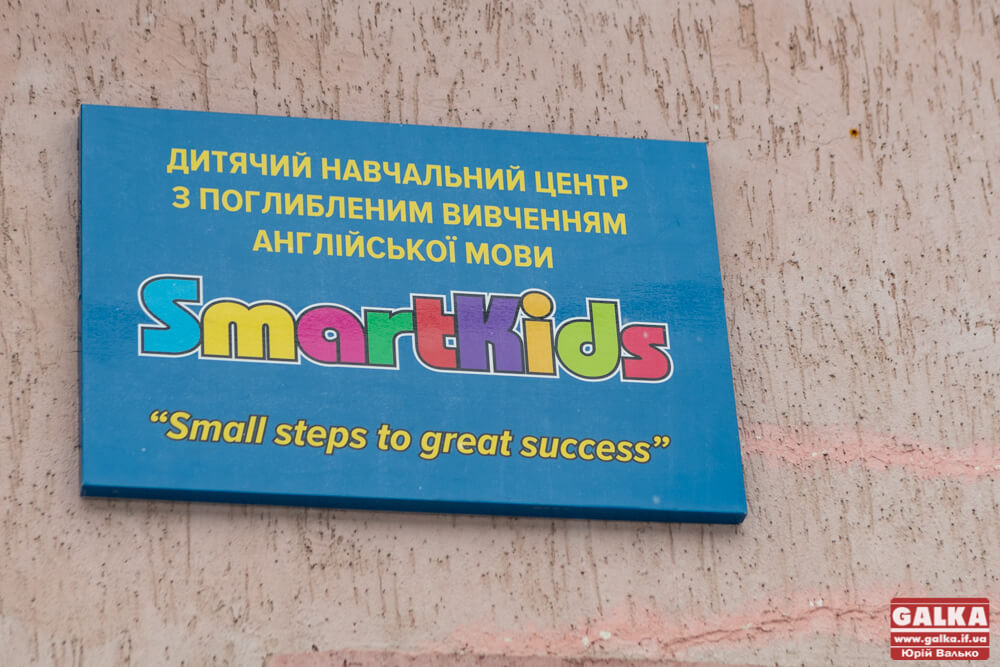 ДИТЯЧИЙ НАВЧАЛЬНИЙ ЦЕНТР
З ПОГЛИБЛЕНИМ ВИВЧЕННЯМ
АНГЛІЙСЬКОЇ МОВИ
SmartKids
“Small steps to great success”
GALKA
www.galka.if.ua
Юрій Валько